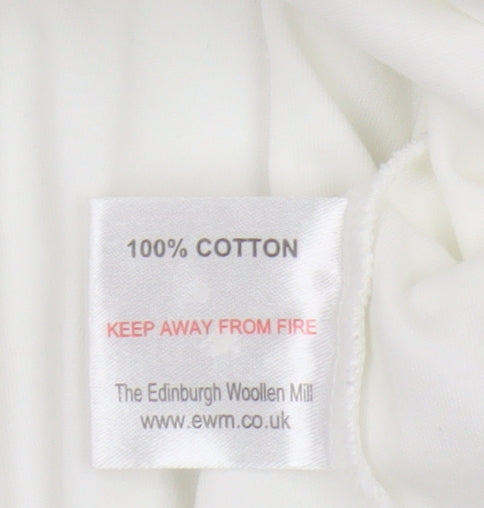 100% COTTON
KEEP AWAY FROM FIRE
The Edinburgh Woollen Mill
www.ewm.co.uk